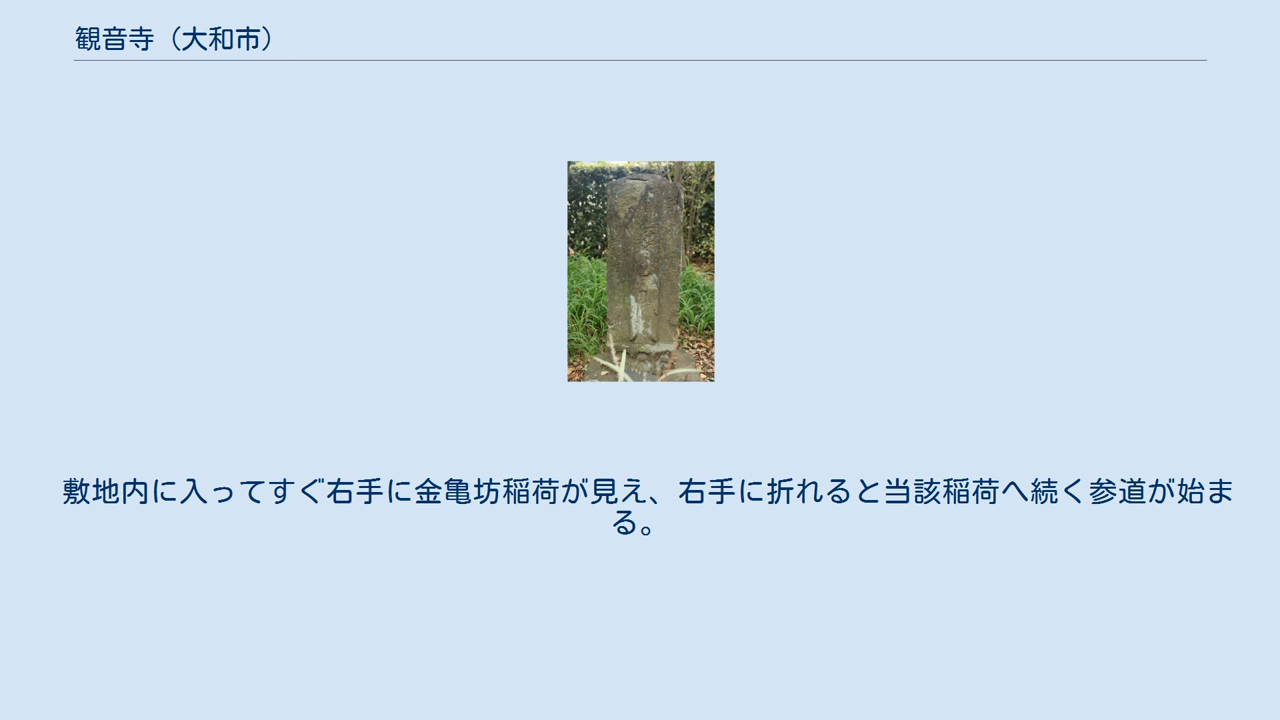 観音寺（大和市）
敷地内に入ってすぐ右手に金亀坊稲荷が見え、右手に折れると当該稲荷へ続く参道が始ま
る。